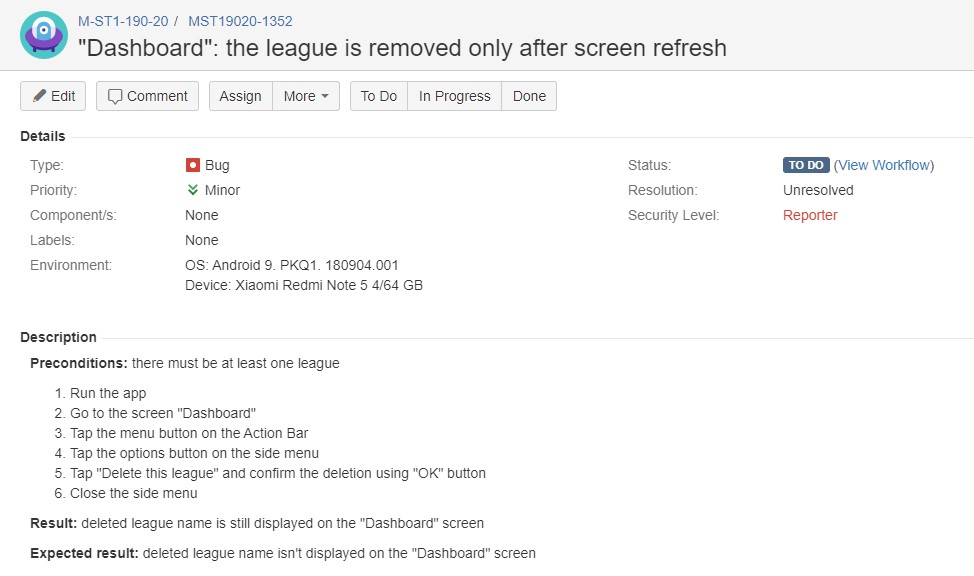 M-ST1-190-20 / MST19020-1352
"Dashboard": the league is removed only after screen refresh
Edit Comment Assign More To Do In Progress Done
Details
Type: Bug Status: TO DO (View Workflow)
Priority: Minor Resolution: Unresolved
Component/s: None Security Level: Reporter
Labels: None
Environment: OS: Android 9. PKQ1. 180904.001
Device: Xiaomi Redmi Note 5 4/64 GB
Description
Preconditions: there must be at least one league
1. Run the app
2. Go to the screen "Dashboard"
3. Tap the menu button on the Action Bar
4. Tap the options button on the side menu
5. Tap "Delete this league" and confirm the deletion using "OK" button
6. Close the side menu
Result: deleted league name is still displayed on the "Dashboard" screen
Expected result: deleted league name isn't displayed on the "Dashboard" screen